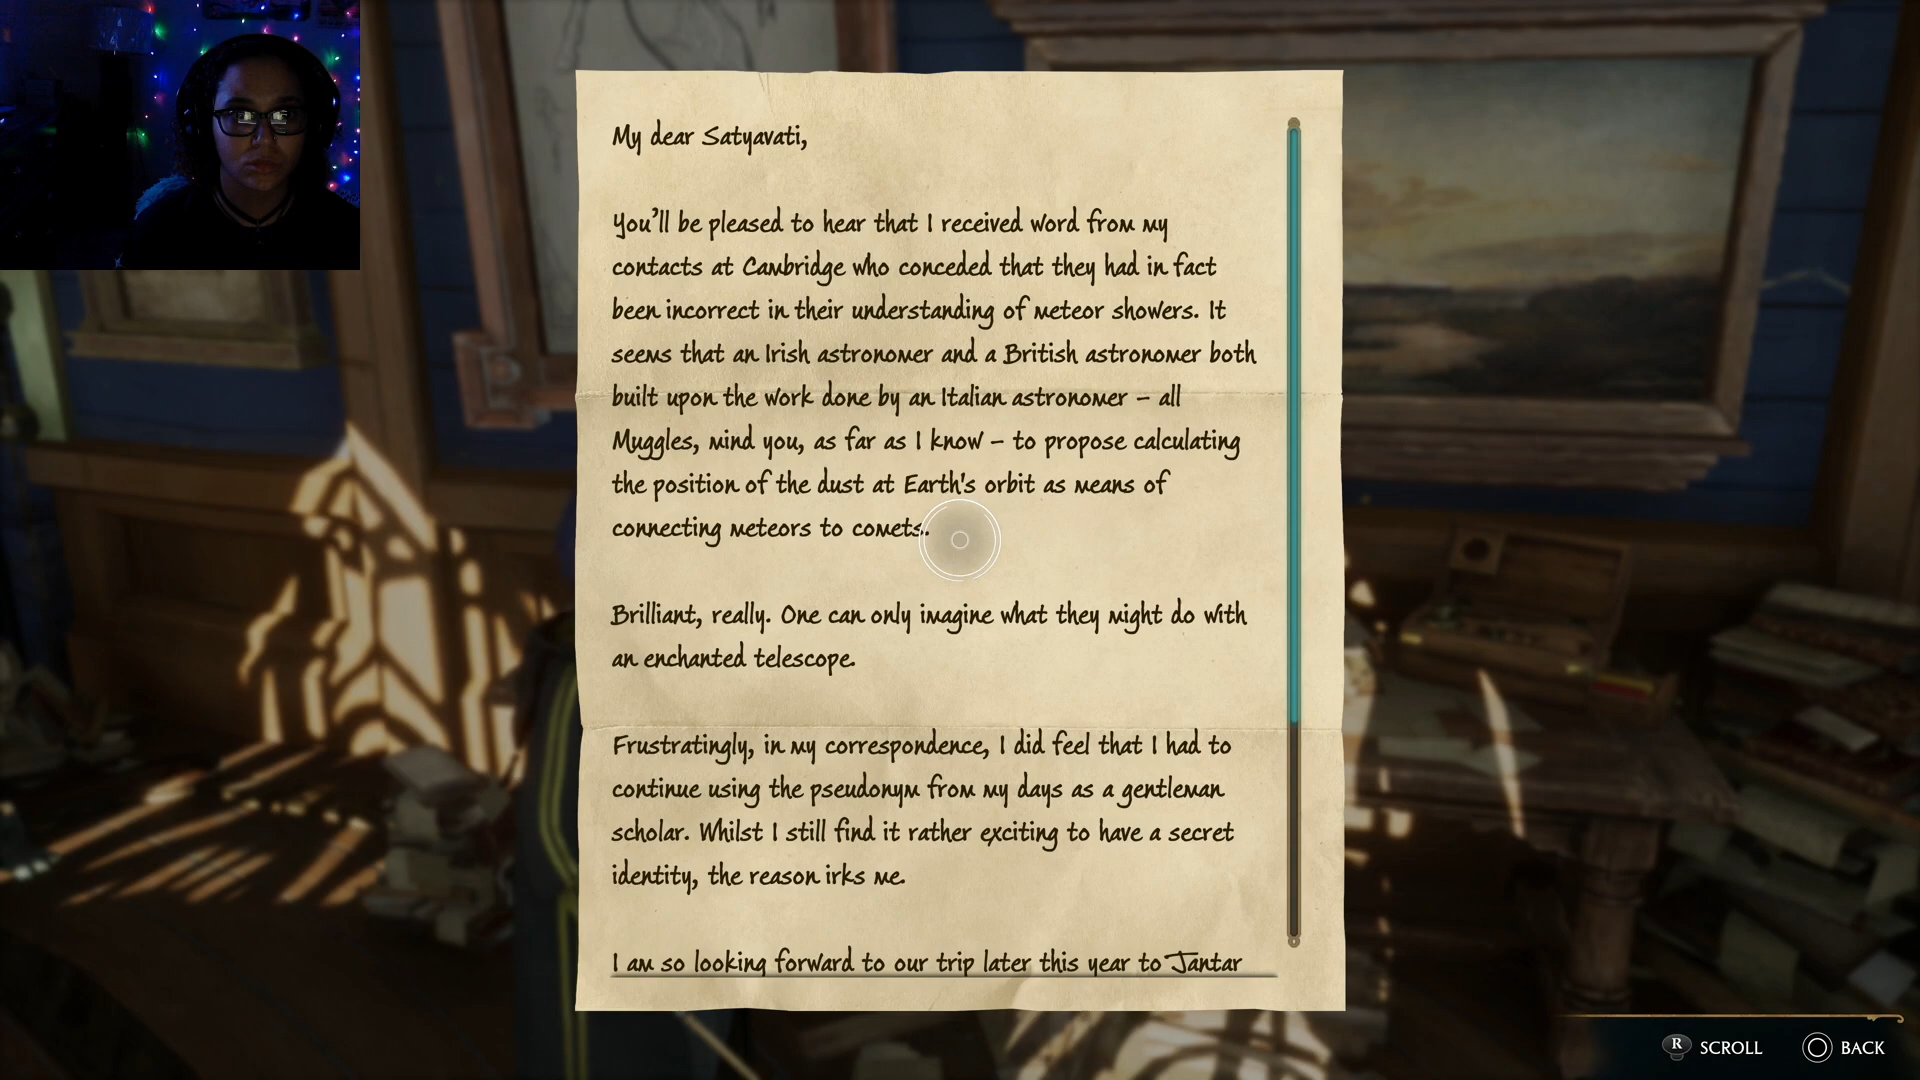 My dear Satyavati,
You'll be pleased to hear that I received word from my
contacts at Cambridge who conceded that they had in fact
been incorrect in their understanding of meteor showers. It
seems that an Irish astronomer and a British astronomer both
built upon the work done by an Italian astronomer – all
Muggles, mind you, as far as I know – to propose calculating
the position of the dust at Earth's orbit as means of
connecting meteors to comets.
Brilliant, really. One can only imagine what they might do with
an enchanted telescope.
Frustratingly, in my correspondence, I did feel that I had to
continue using the pseudonym from my days as a gentleman
scholar. Whilst I still find it rather exciting to have a secret
identity, the reason irks me.
I am so looking forward to our trip later this year to Jantar
R SCROLL BACK